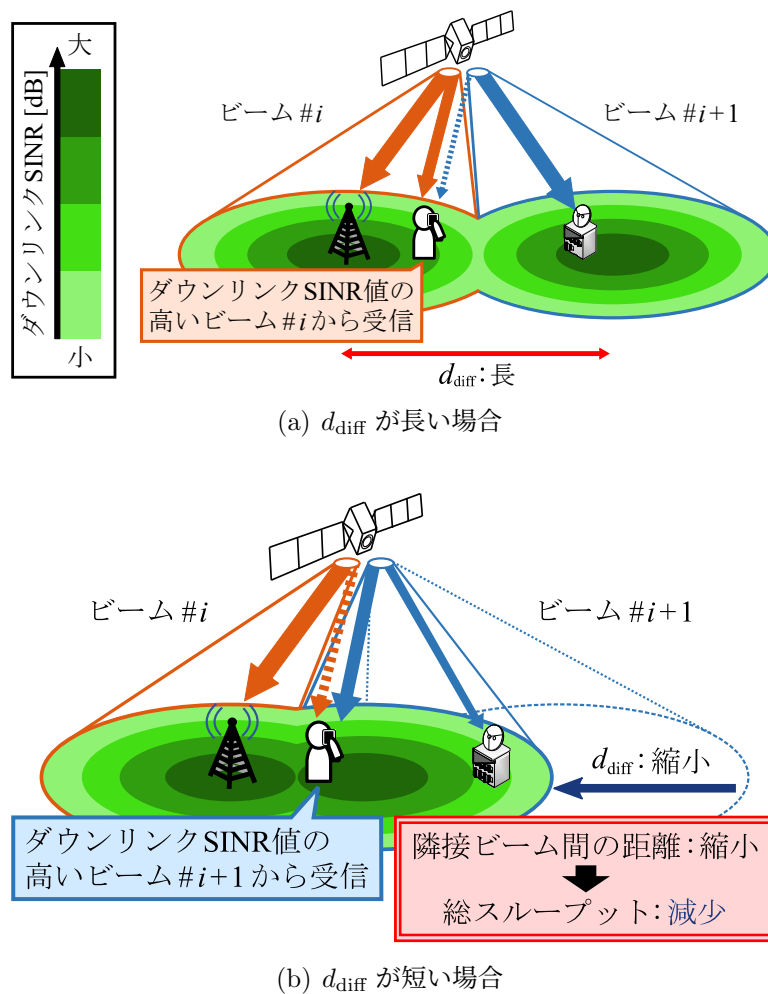 大
ダウンリンクSINR [dB]
小
ビーム #i
ビーム #i+1
ダウンリンクSINR値の
高いビーム #i から受信
d_diff：長
(a) d_diff が長い場合
ビーム #i
ビーム #i+1
d_diff：縮小
ダウンリンクSINR値の
高いビーム #i+1 から受信
隣接ビーム間の距離：縮小
総スループット：減少
(b) d_diff が短い場合